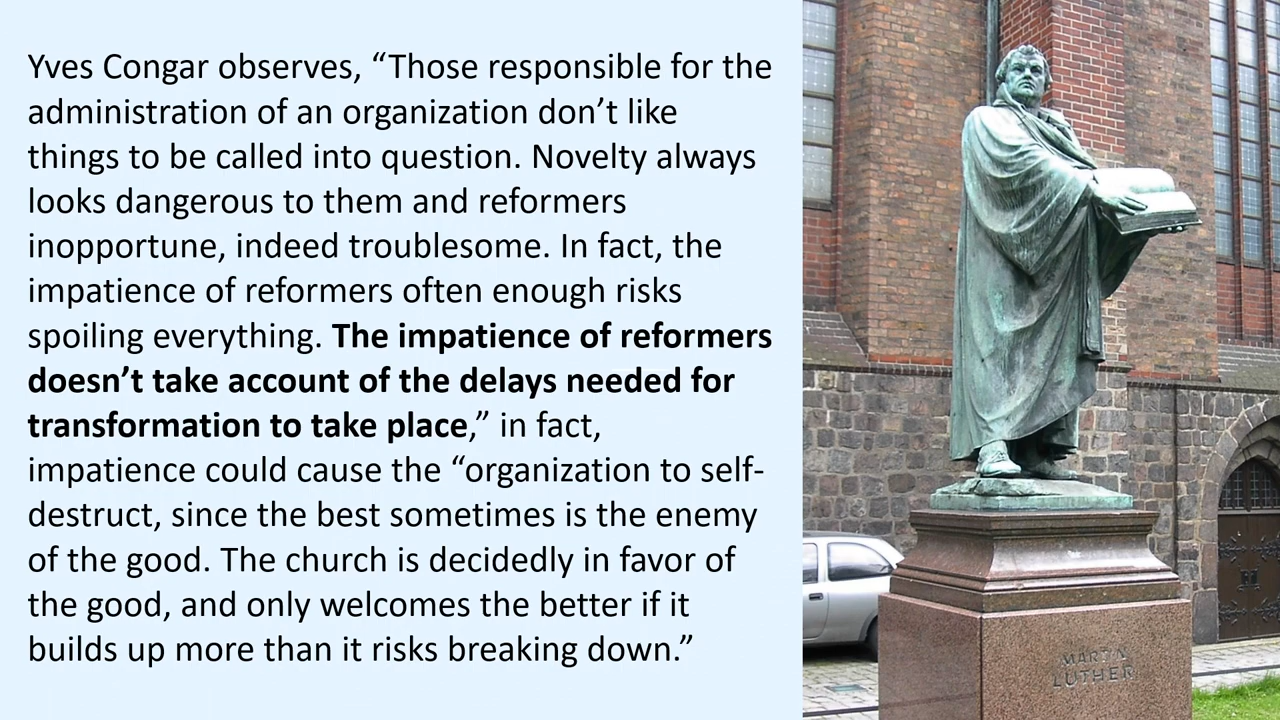 Yves Congar observes, “Those responsible for the
administration of an organization don’t like
things to be called into question. Novelty always
looks dangerous to them and reformers
inopportune, indeed troublesome. In fact, the
impatience of reformers often enough risks
spoiling everything. The impatience of reformers
doesn’t take account of the delays needed for
transformation to take place,” in fact,
impatience could cause the “organization to self-
destruct, since the best sometimes is the enemy
of the good. The church is decidedly in favor of
the good, and only welcomes the better if it
builds up more than it risks breaking down.”
MARTIN
LUTHER